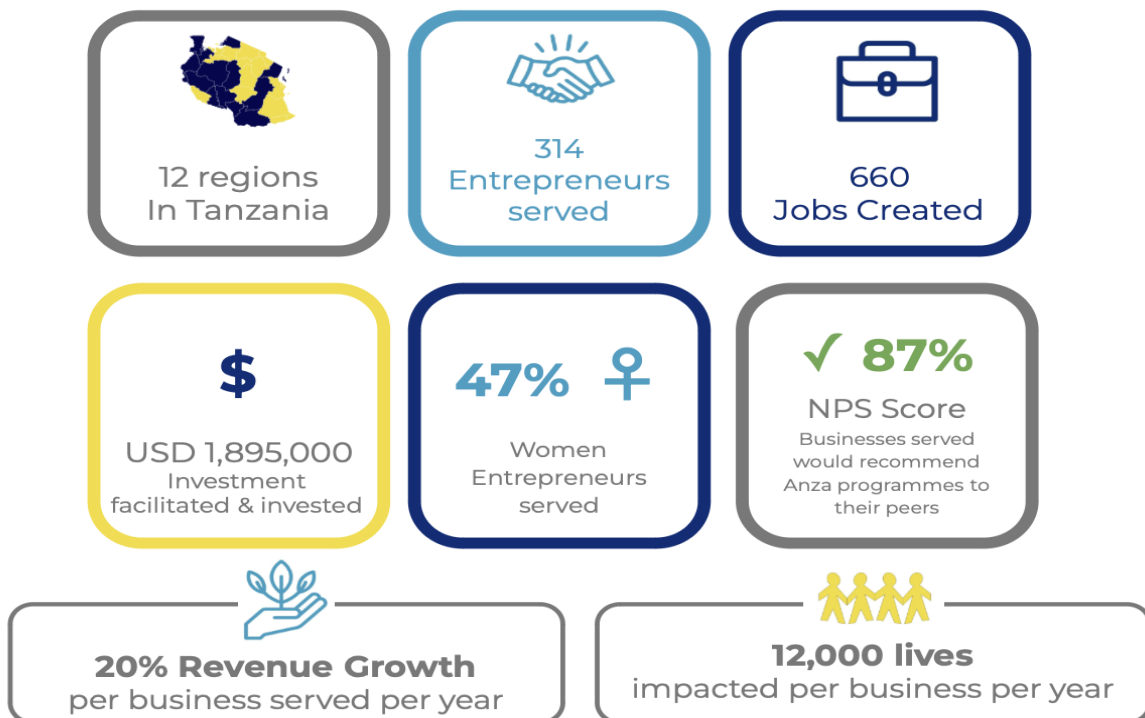 12 regions
In Tanzania
314
Entrepreneurs
served
660
Jobs Created
$
USD 1,895,000
Investment
facilitated & invested
47%
Women
Entrepreneurs
served
✓ 87%
NPS Score
Businesses served
would recommend
Anza programmes to
their peers
20% Revenue Growth
per business served per year
12,000 lives
impacted per business per year